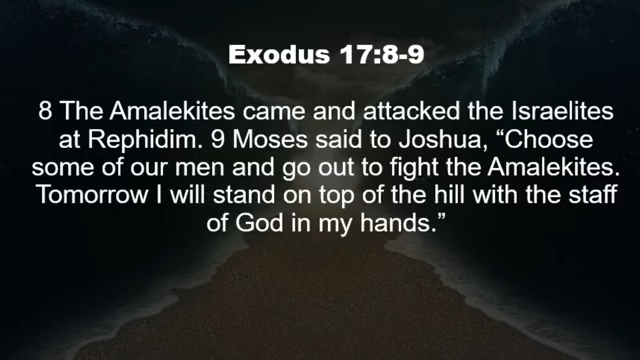 Exodus 17:8-9
8 The Amalekites came and attacked the Israelites
at Rephidim. 9 Moses said to Joshua, “Choose
some of our men and go out to fight the Amalekites.
Tomorrow I will stand on top of the hill with the staff
of God in my hands.”